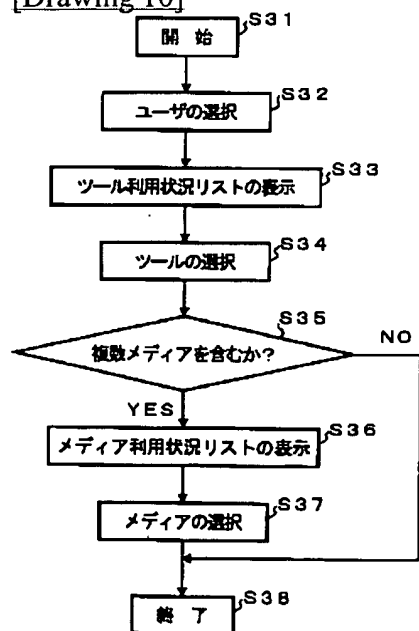 [Drawing 10]
S31
開 始
S32
ユーザの選択
S33
ツール利用状況リストの表示
S34
ツールの選択
S35
複数メディアを含むか?
NO
YES
S36
メディア利用状況リストの表示
S37
メディアの選択
S38
終 了